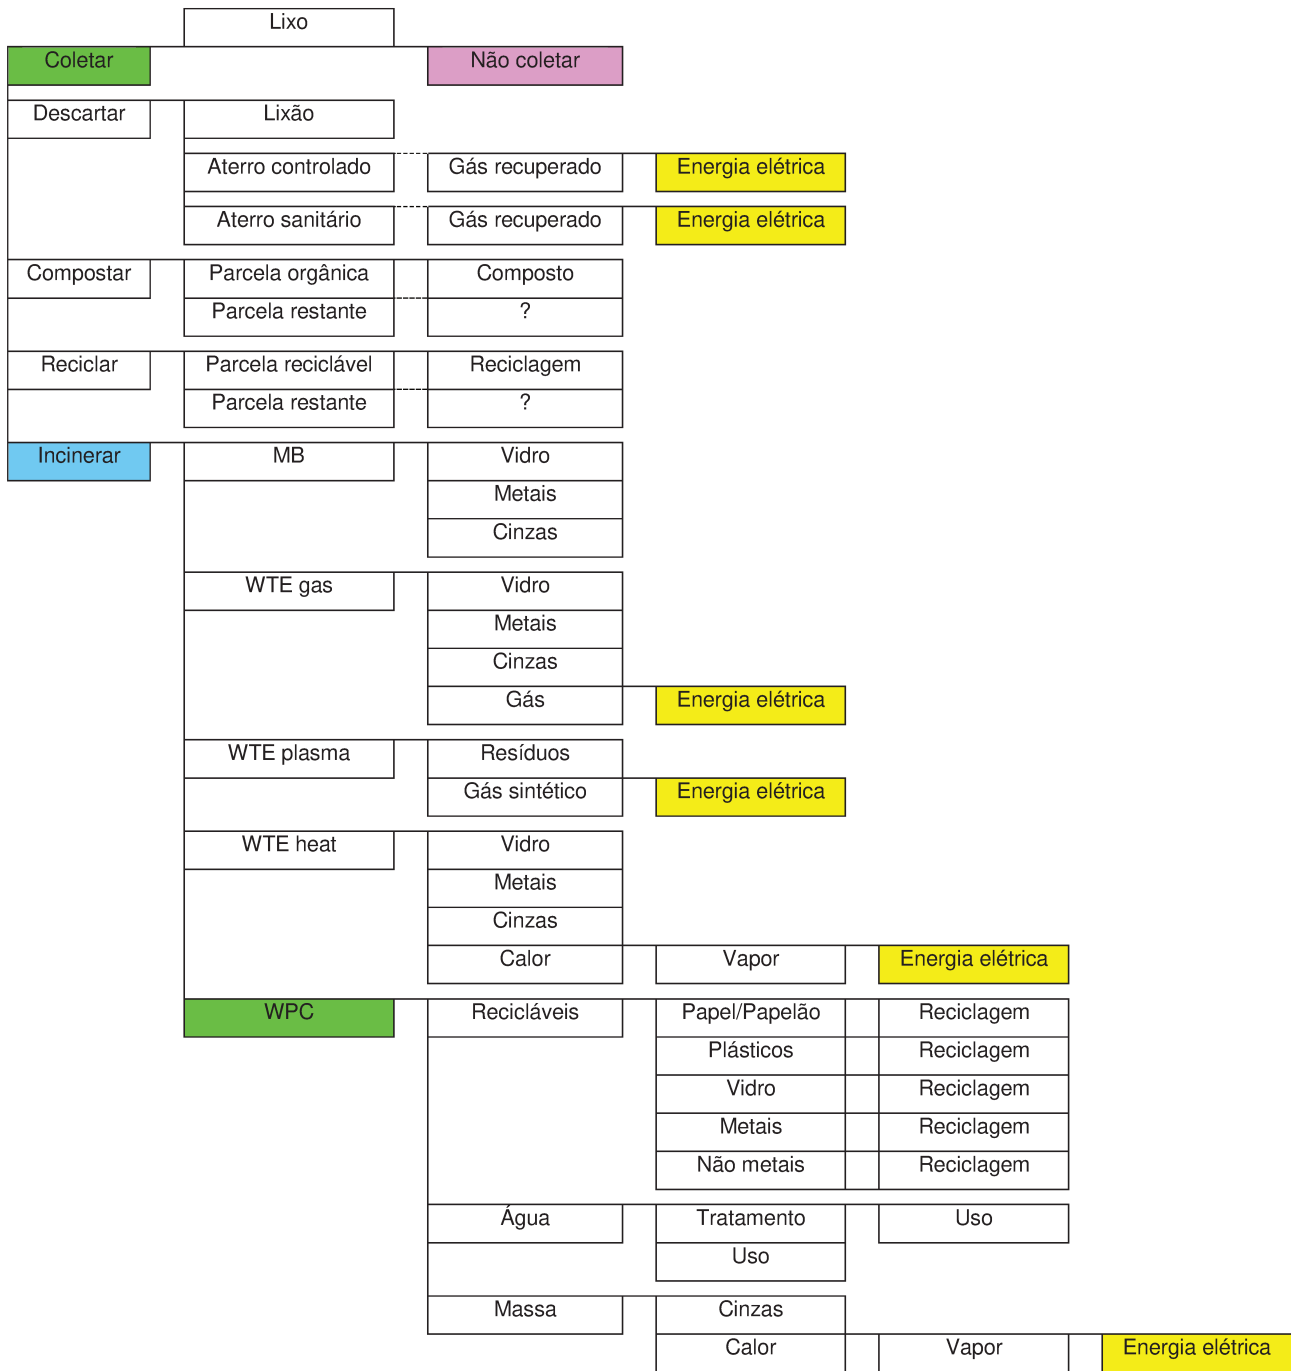 Lixo
Coletar Não coletar
Descartar Lixão
Aterro controlado Gás recuperado Energia elétrica
Aterro sanitário Gás recuperado Energia elétrica
Compostar Parcela orgânica Composto
Parcela restante ?
Reciclar Parcela reciclável Reciclagem
Parcela restante ?
Incinerar MB Vidro
Metais
Cinzas
WTE gas Vidro
Metais
Cinzas
Gás Energia elétrica
WTE plasma Resíduos
Gás sintético Energia elétrica
WTE heat Vidro
Metais
Cinzas
Calor Vapor Energia elétrica
WPC Recicláveis Papel/Papelão Reciclagem
Plásticos Reciclagem
Vidro Reciclagem
Metais Reciclagem
Não metais Reciclagem
Água Tratamento Uso
Uso
Massa Cinzas
Calor Vapor Energia elétrica